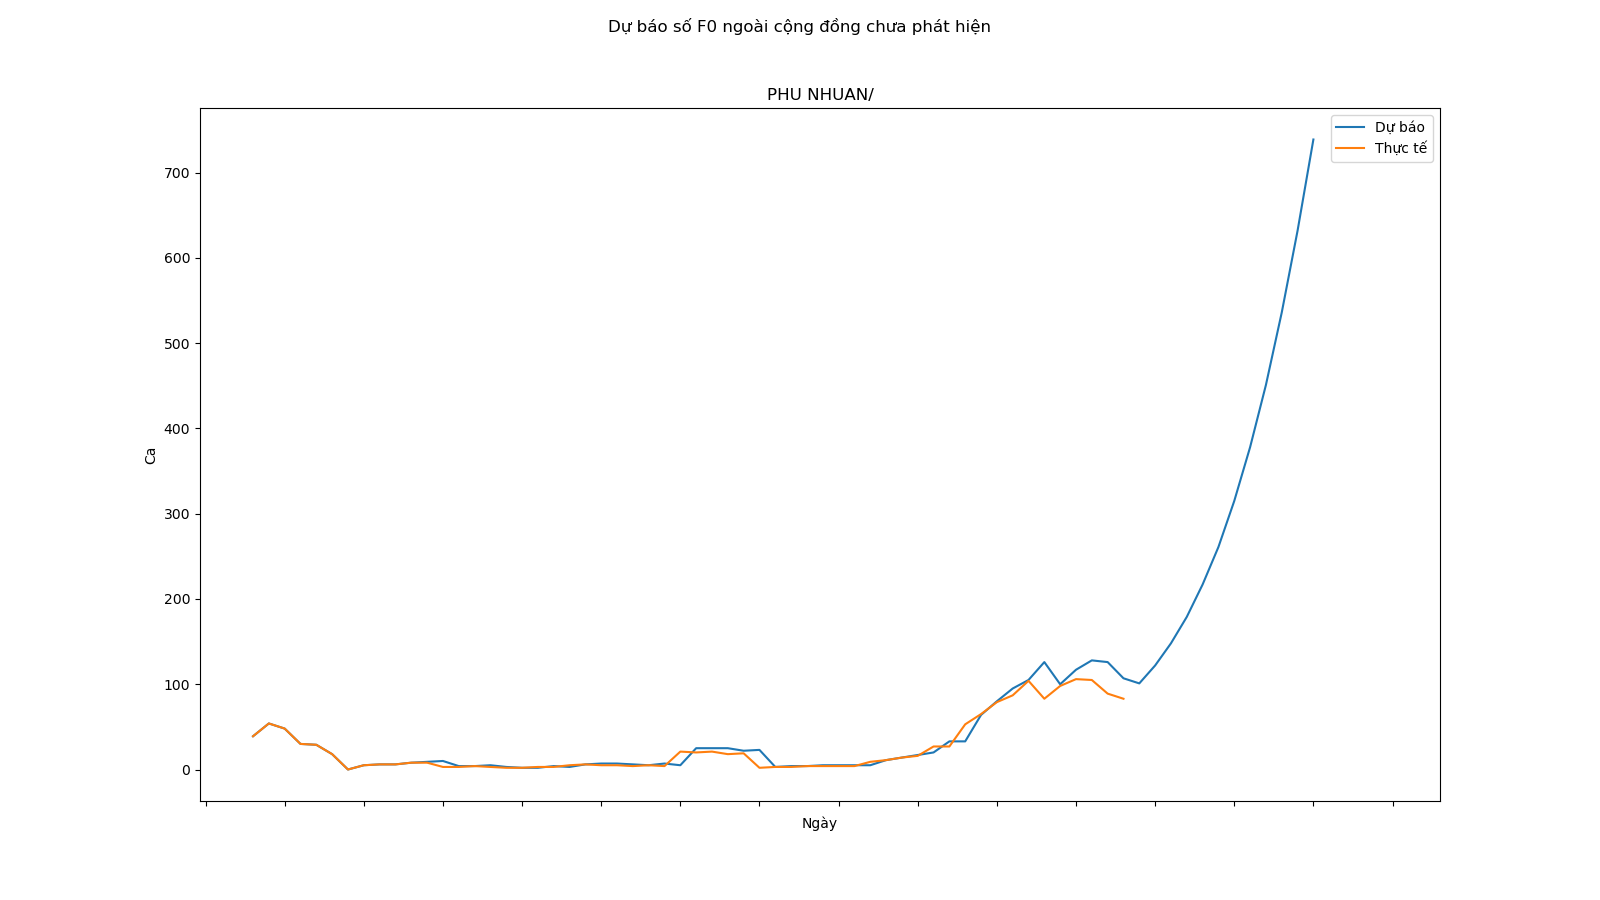 Dự báo số F0 ngoài cộng đồng chưa phát hiện
PHU NHUAN/
Dự báo
Thực tế
700
600
500
400
300
200
100
0
Ca
Ngày